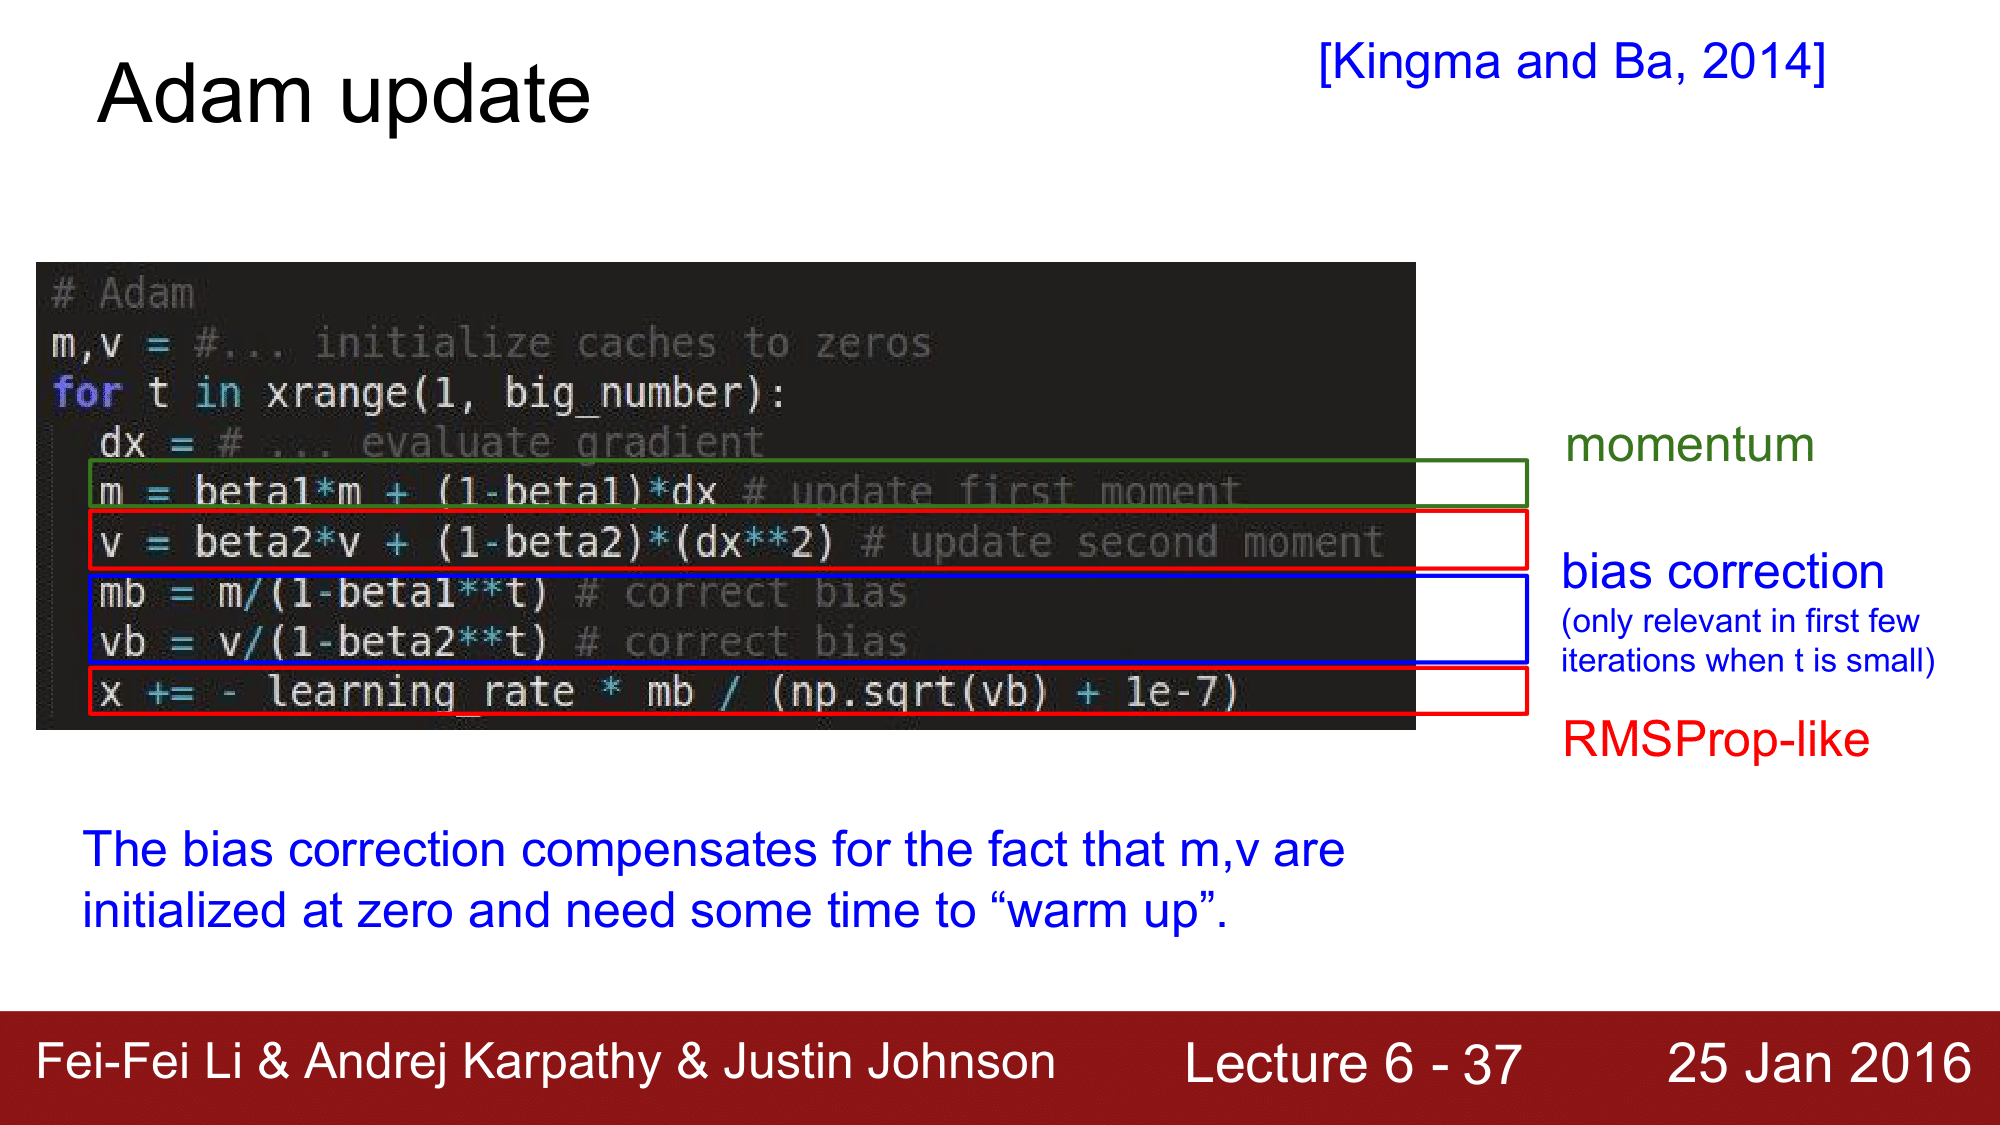 Adam update
[Kingma and Ba, 2014]
# Adam
m,v = #... initialize caches to zeros
for t in xrange(1, big_number):
dx = # ... evaluate gradient
m = beta1*m + (1-beta1)*dx # update first moment
v = beta2*v + (1-beta2)*(dx**2) # update second moment
mb = m/(1-beta1**t) # correct bias
vb = v/(1-beta2**t) # correct bias
x += - learning_rate * mb / (np.sqrt(vb) + 1e-7)
momentum
bias correction
(only relevant in first few
iterations when t is small)
RMSProp-like
The bias correction compensates for the fact that m,v are
initialized at zero and need some time to “warm up”.
Fei-Fei Li & Andrej Karpathy & Justin Johnson
Lecture 6 - 37
25 Jan 2016